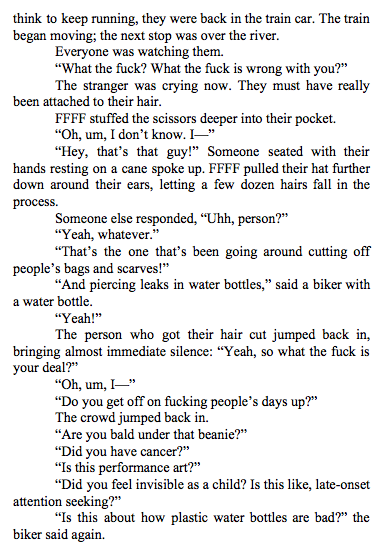 think to keep running, they were back in the train car. The train
began moving; the next stop was over the river.
Everyone was watching them.
“What the fuck? What the fuck is wrong with you?”
The stranger was crying now. They must have really
been attached to their hair.
FFFF stuffed the scissors deeper into their pocket.
“Oh, um, I don’t know. I—”
“Hey, that’s that guy!” Someone seated with their
hands resting on a cane spoke up. FFFF pulled their hat further
down around their ears, letting a few dozen hairs fall in the
process.
Someone else responded, “Uhh, person?”
“Yeah, whatever.”
“That’s the one that’s been going around cutting off
people’s bags and scarves!”
“And piercing leaks in water bottles,” said a biker with
a water bottle.
“Yeah!”
The person who got their hair cut jumped back in,
bringing almost immediate silence: “Yeah, so what the fuck is
your deal?”
“Oh, um, I—”
“Do you get off on fucking people’s days up?”
The crowd jumped back in.
“Are you bald under that beanie?”
“Did you have cancer?”
“Is this performance art?”
“Did you feel invisible as a child? Is this like, late-onset
attention seeking?”
“Is this about how plastic water bottles are bad?” the
biker said again.